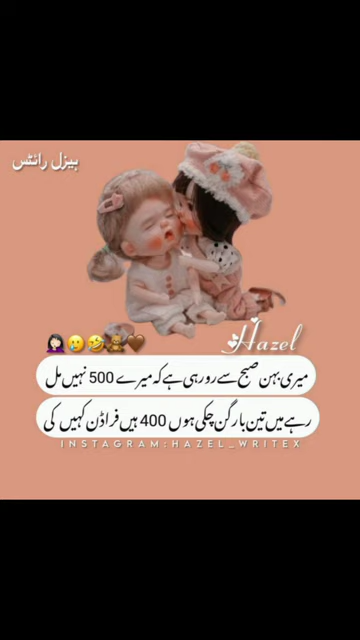 ہیزل رائٹس
Hazel
🤦🏻‍♀️🥲🤣🧸🤎
میری بہن صبح سے رو رہی ہے کہ میرے 500 نہیں مل
رہے میں تین بار گن چکی ہوں 400 ہیں فراڈن کہیں کی
INSTAGRAM:HAZEL_WRITEX